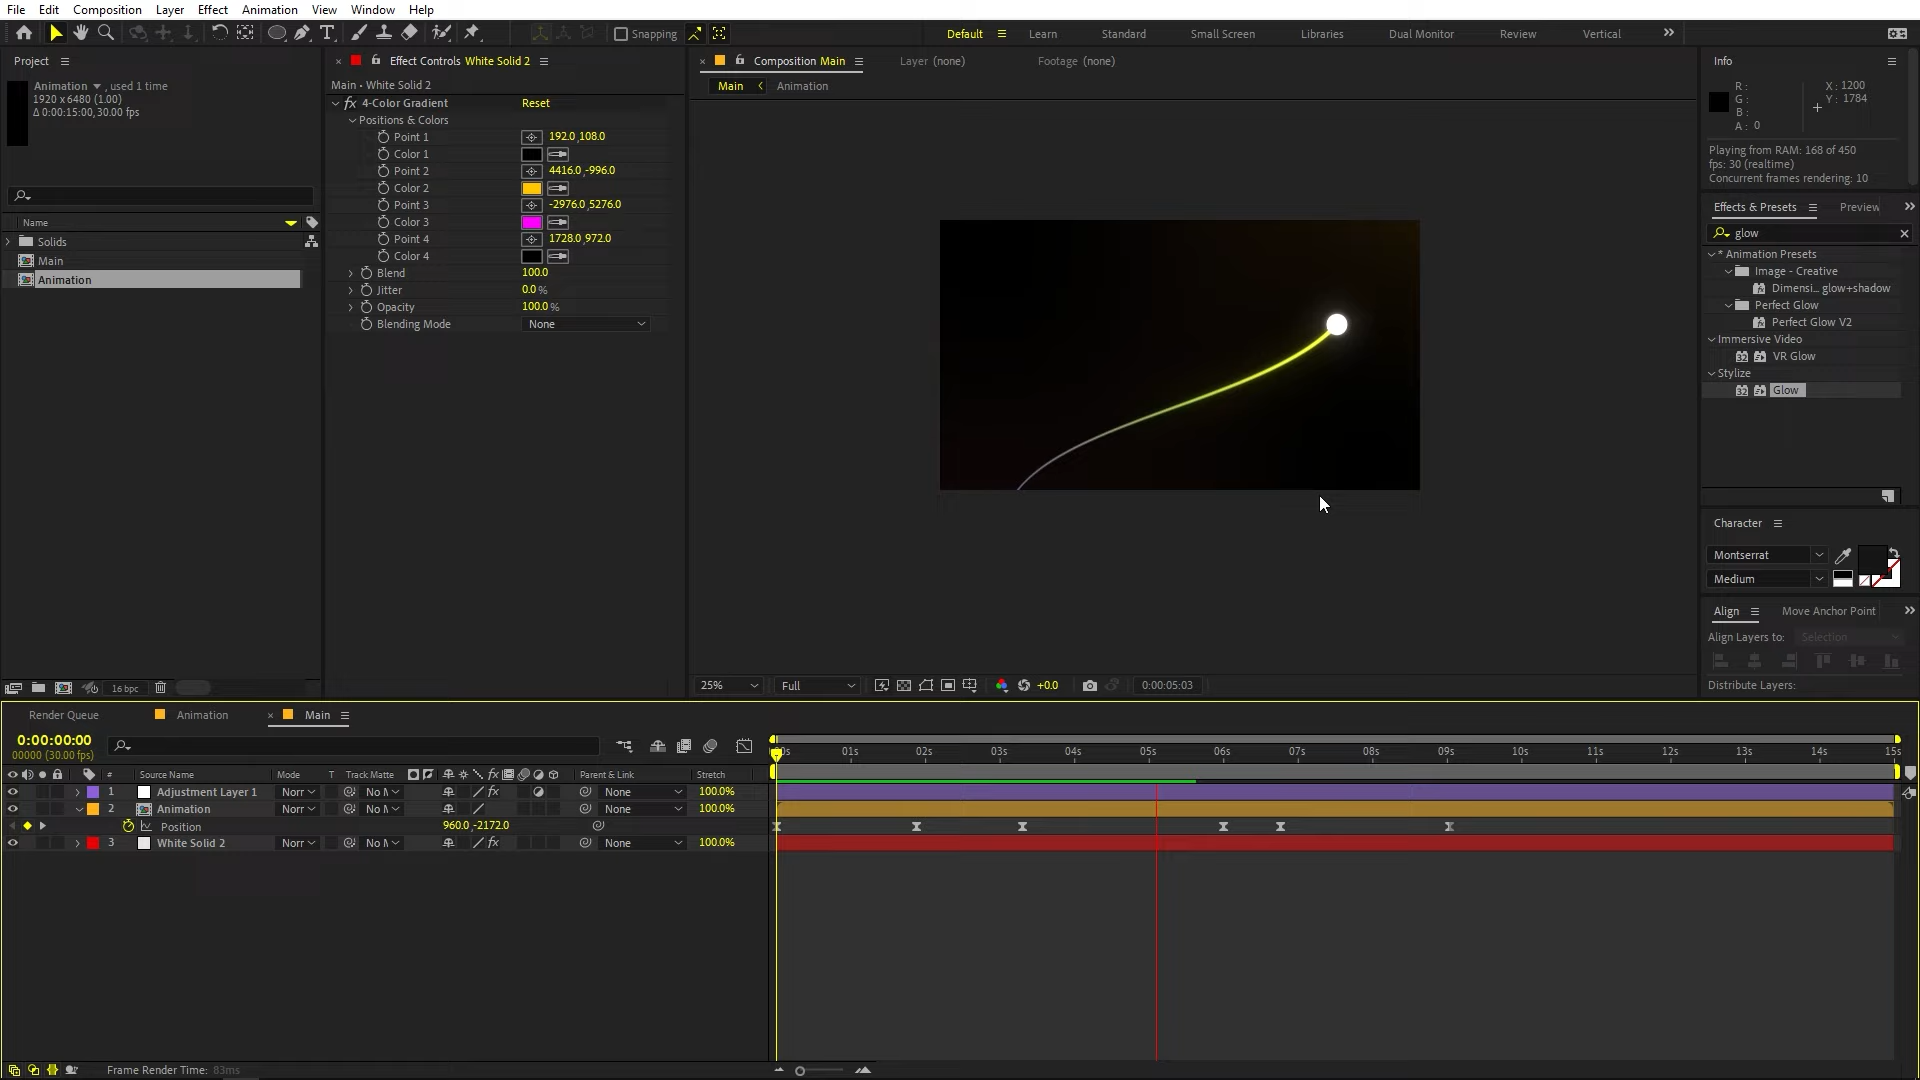 File Edit Composition Layer Effect Animation View Window Help
Snapping Default Learn Standard Small Screen Libraries Dual Monitor Review Vertical
Project
Animation , used 1 time
1920 x 6480 (1.00)
Δ 0:00:15:00, 30.00 fps
Name
Solids
Main
Animation
16 bpc
Effect Controls White Solid 2
Main • White Solid 2
fx 4-Color Gradient Reset
Positions & Colors
Point 1 192.0,108.0
Color 1
Point 2 4416.0,-996.0
Color 2
Point 3 -2976.0,5276.0
Color 3
Point 4 1728.0,972.0
Color 4
Blend 100.0
Jitter 0.0 %
Opacity 100.0 %
Blending Mode None
Composition Main Layer (none) Footage (none)
Main Animation
25% Full +0.0 0:00:05:03
Info
R : X : 1200
G : Y : 1784
B :
A : 0
Playing from RAM: 168 of 450
fps: 30 (realtime)
Concurrent frames rendering: 10
Effects & Presets Preview
glow
* Animation Presets
Image - Creative
Dimensi... glow+shadow
Perfect Glow
Perfect Glow V2
Immersive Video
32 VR Glow
Stylize
32 Glow
Character
Montserrat
Medium
Align Move Anchor Point
Align Layers to: Selection
Distribute Layers:
Render Queue Animation Main
0:00:00:00
00000 (30.00 fps)
01s 02s 03s 04s 05s 06s 07s 08s 09s 10s 11s 12s 13s 14s 15s
# Source Name Mode T Track Matte fx Parent & Link Stretch
1 Adjustment Layer 1 Norr No M fx None 100.0%
2 Animation Norr No M None 100.0%
Position 960.0,-2172.0
3 White Solid 2 Norr No M fx None 100.0%
Frame Render Time: 83ms